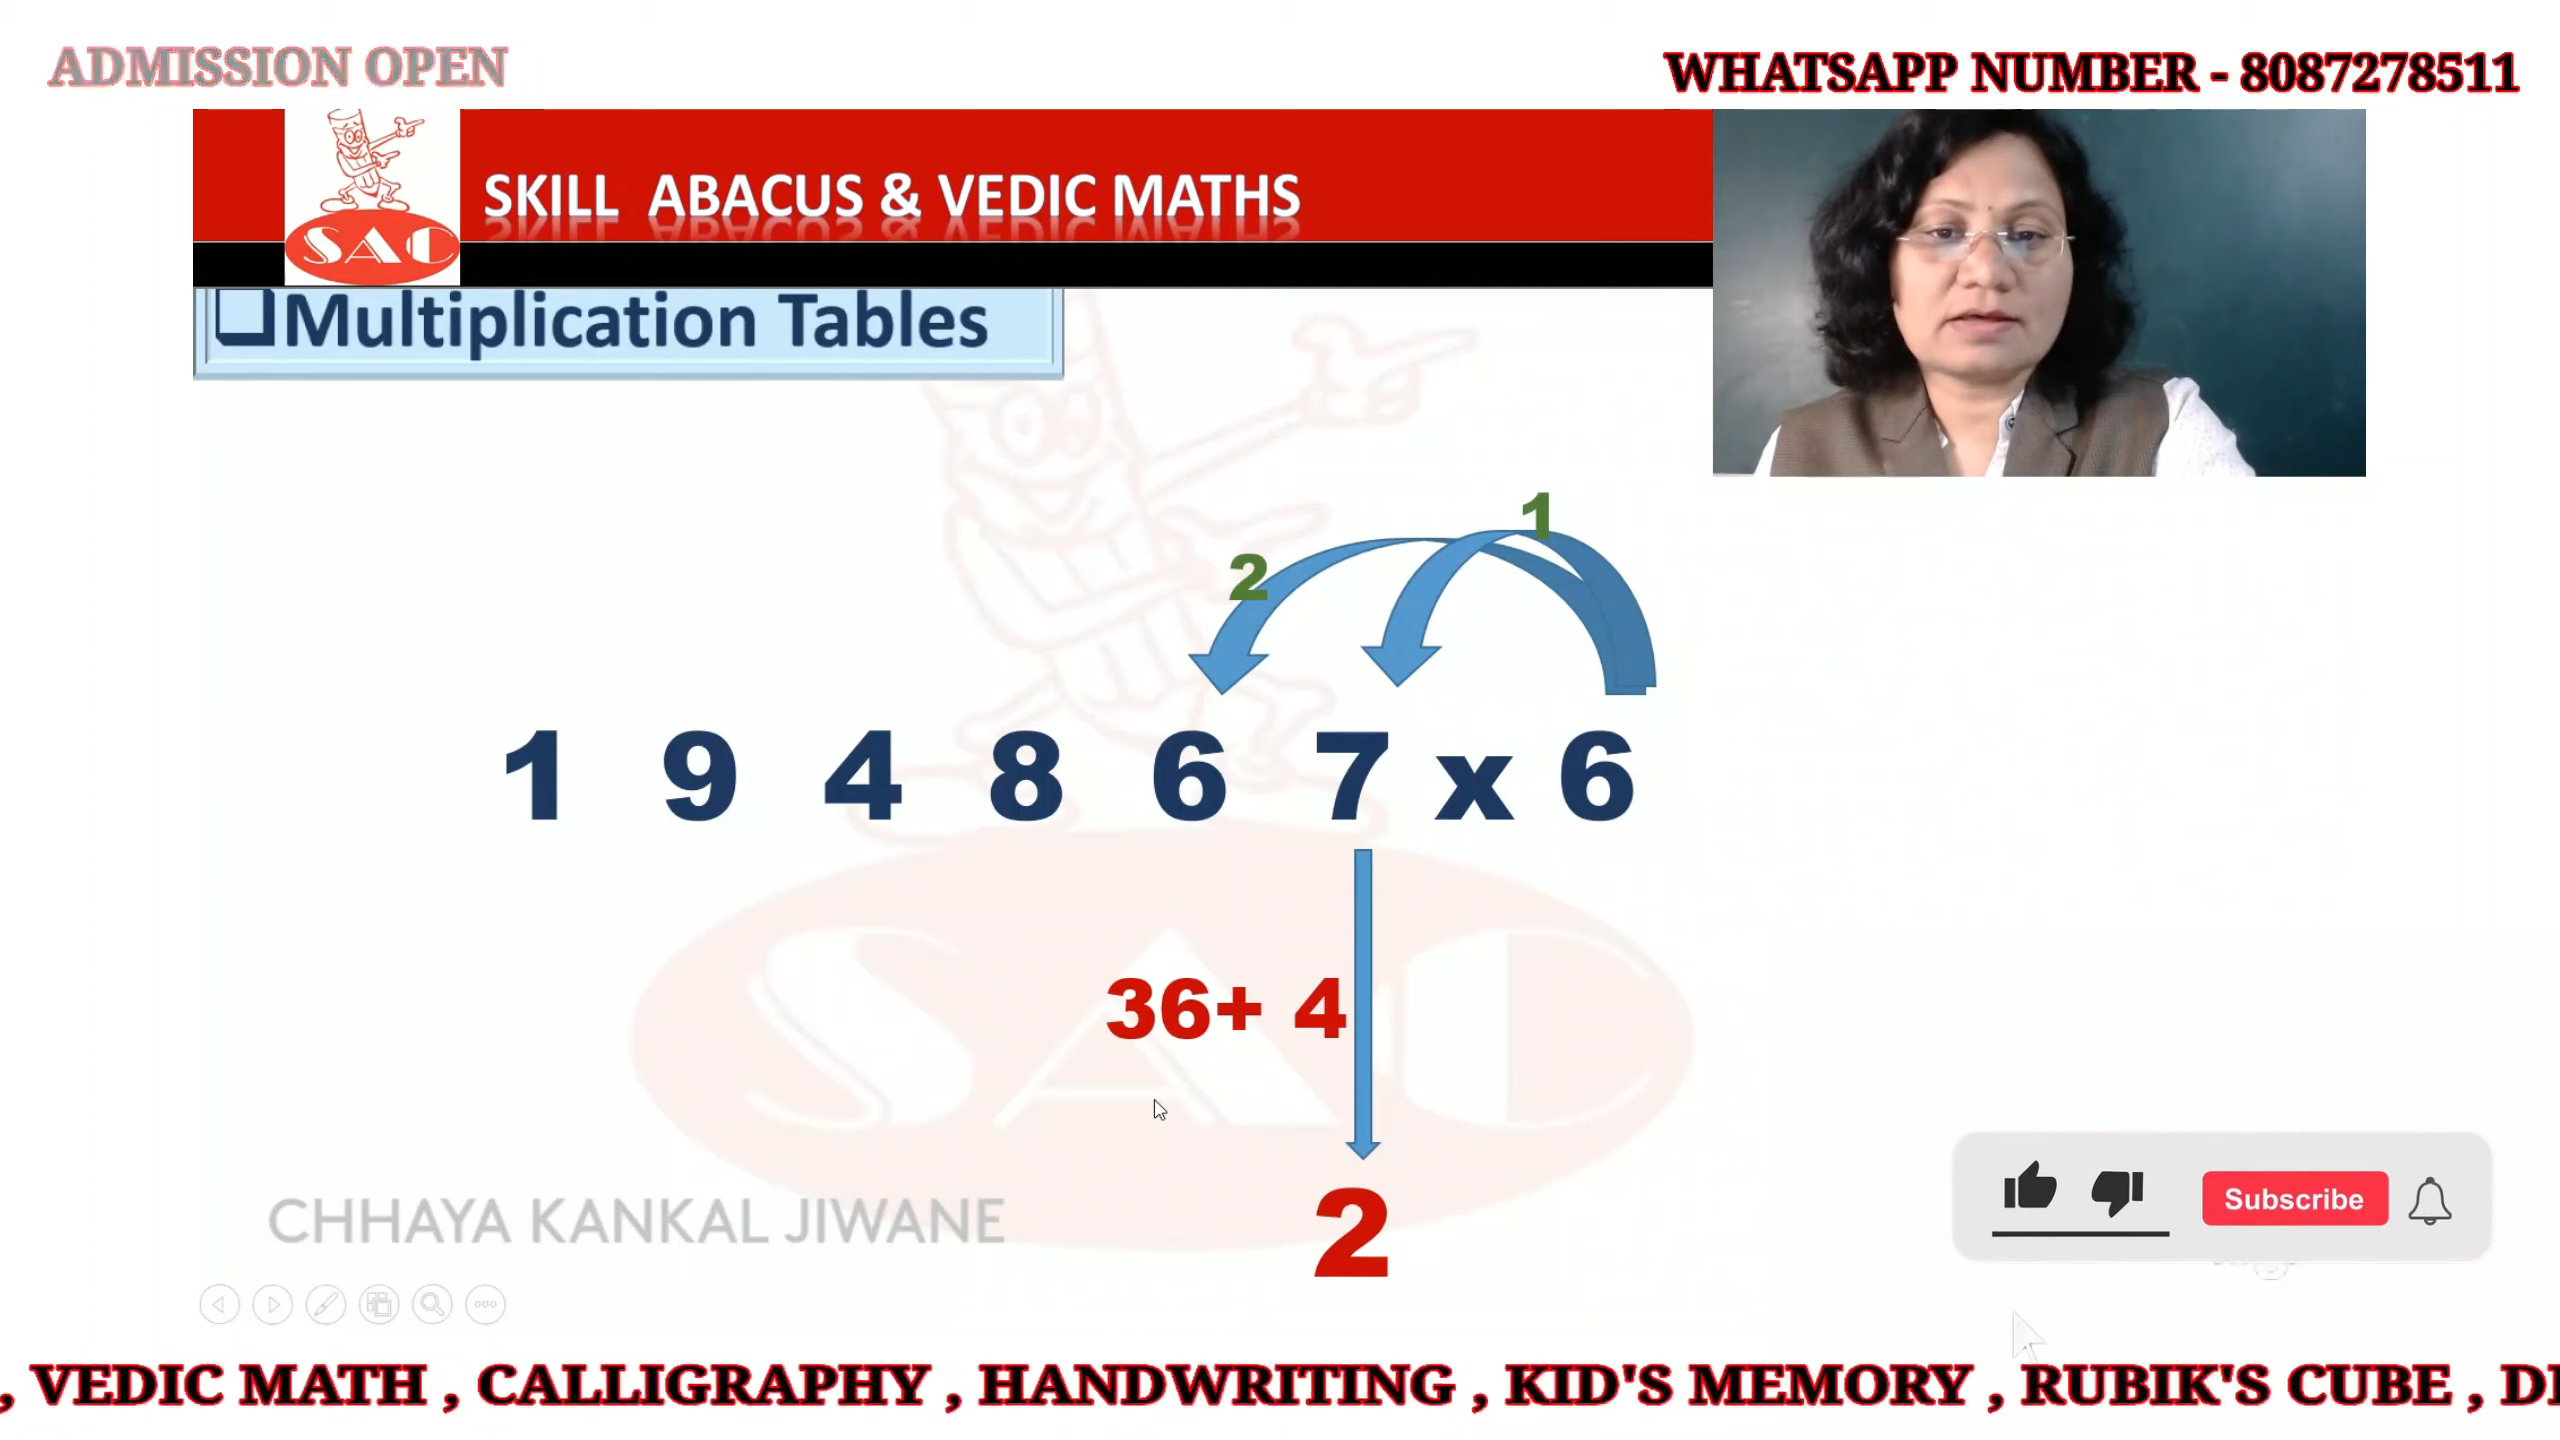 ADMISSION OPEN
WHATSAPP NUMBER - 8087278511
SKILL ABACUS & VEDIC MATHS
SAC
Multiplication Tables
1
2
1 9 4 8 6 7 x 6
36+ 4
SAC
2
CHHAYA KANKAL JIWANE
Subscribe
, VEDIC MATH , CALLIGRAPHY , HANDWRITING , KID'S MEMORY , RUBIK'S CUBE ,